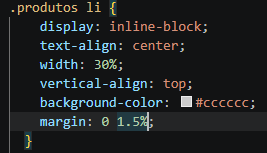 .produtos li {
display: inline-block;
text-align: center;
width: 30%;
vertical-align: top;
background-color: #cccccc;
margin: 0 1.5%;
}